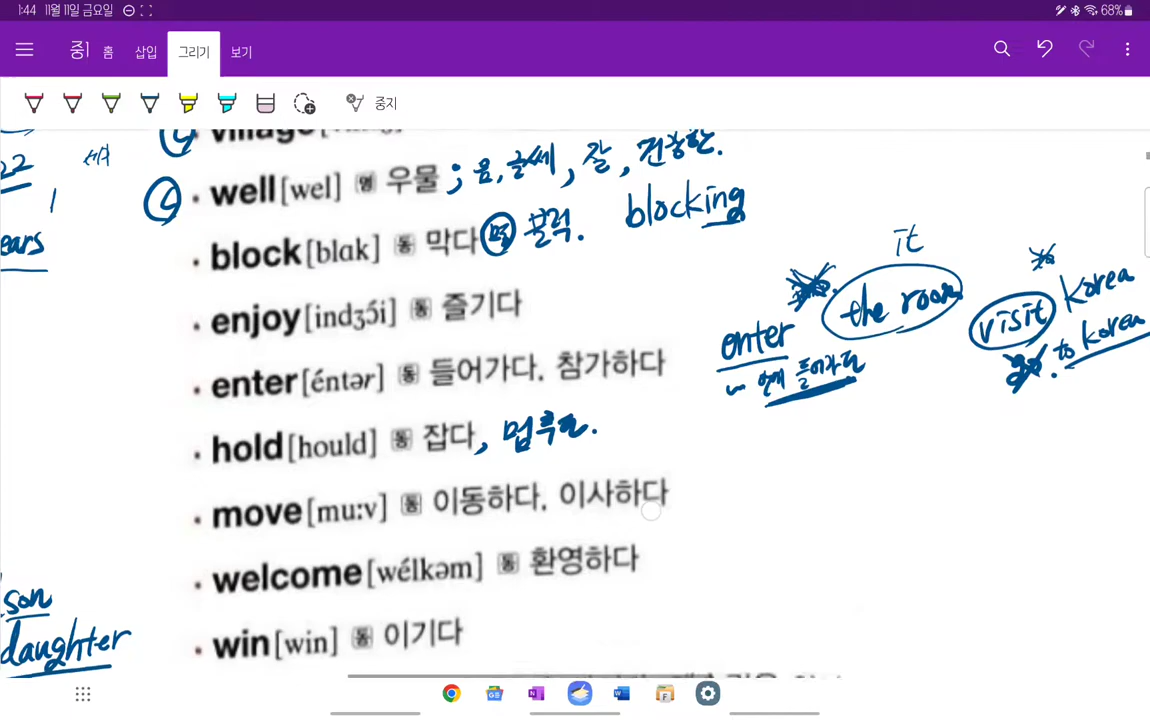 1:44 11월 11일 금요일 68%
중1 홈 삽입 그리기 보기
중지
village
22
1
ears
well [wel] 명 우물 ; 음, 글쎄, 잘, 건강한.
block [blɑk] 동 막다 명 블럭. blocking
enjoy [indʒɔ́i] 동 즐기다
it
enter the room
~에 들어가다
visit Korea
to Korea
enter [éntər] 동 들어가다, 참가하다
hold [hould] 동 잡다, 멈추다.
move [mu:v] 동 이동하다, 이사하다
welcome [wélkəm] 동 환영하다
son
daughter
win [win] 동 이기다